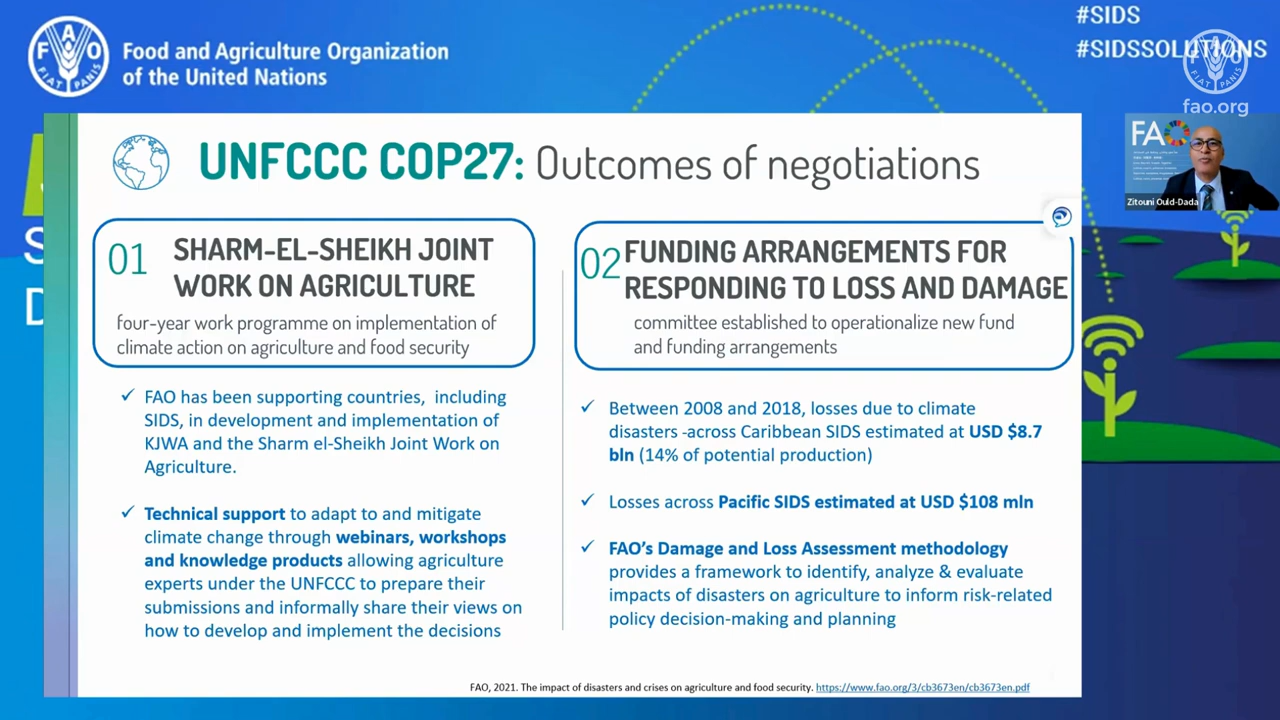 #SIDS
#SIDSSOLUTIONS
FAO
FIAT PANIS
Food and Agriculture Organization
of the United Nations
fao.org
FAO
Zitouni Ould-Dada
UNFCCC COP27: Outcomes of negotiations
01
SHARM-EL-SHEIKH JOINT
WORK ON AGRICULTURE
four-year work programme on implementation of
climate action on agriculture and food security
FAO has been supporting countries, including
SIDS, in development and implementation of
KJWA and the Sharm el-Sheikh Joint Work on
Agriculture.
Technical support to adapt to and mitigate
climate change through webinars, workshops
and knowledge products allowing agriculture
experts under the UNFCCC to prepare their
submissions and informally share their views on
how to develop and implement the decisions
02
FUNDING ARRANGEMENTS FOR
RESPONDING TO LOSS AND DAMAGE
committee established to operationalize new fund
and funding arrangements
Between 2008 and 2018, losses due to climate
disasters -across Caribbean SIDS estimated at USD $8.7
bln (14% of potential production)
Losses across Pacific SIDS estimated at USD $108 mln
FAO's Damage and Loss Assessment methodology
provides a framework to identify, analyze & evaluate
impacts of disasters on agriculture to inform risk-related
policy decision-making and planning
FAO, 2021. The impact of disasters and crises on agriculture and food security. https://www.fao.org/3/cb3673en/cb3673en.pdf